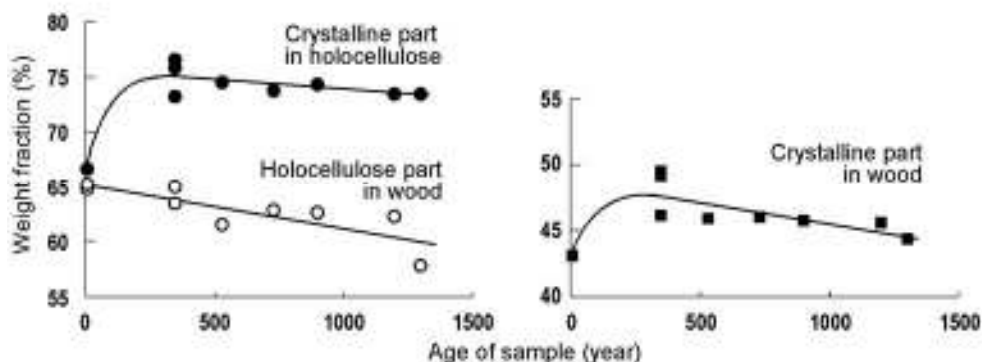 80
75
70
65
60
55
Weight fraction (%)
Crystalline part
in holocellulose
Holocellulose part
in wood
0
500
1000
1500
55
50
45
40
Crystalline part
in wood
0
500
1000
1500
Age of sample (year)